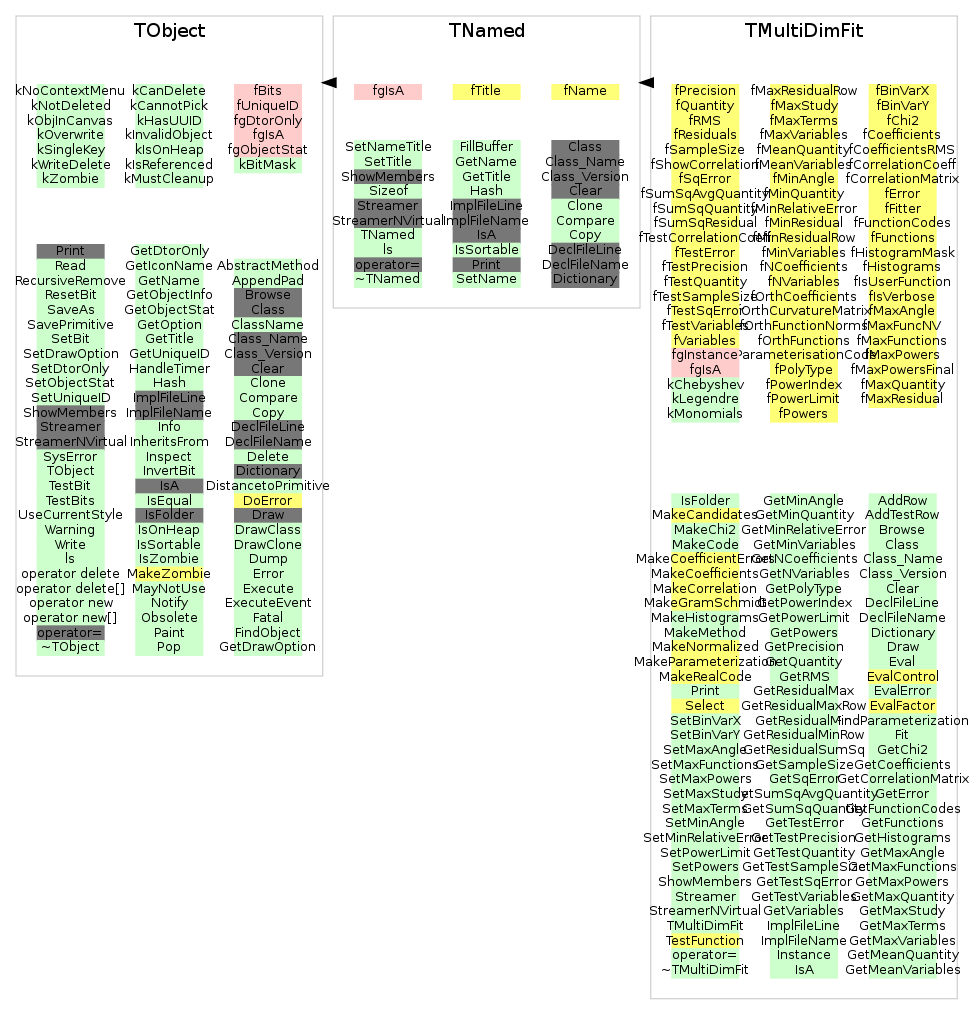 TObject
kNoContextMenu
kNotDeleted
kObjInCanvas
kOverwrite
kSingleKey
kWriteDelete
kZombie
kCanDelete
kCannotPick
kHasUUID
kInvalidObject
kIsOnHeap
kIsReferenced
kMustCleanup
fBits
fUniqueID
fgDtorOnly
fgIsA
fgObjectStat
kBitMask
Print
Read
RecursiveRemove
ResetBit
SaveAs
SavePrimitive
SetBit
SetDrawOption
SetDtorOnly
SetObjectStat
SetUniqueID
ShowMembers
Streamer
StreamerNVirtual
SysError
TObject
TestBit
TestBits
UseCurrentStyle
Warning
Write
ls
operator delete
operator delete[]
operator new
operator new[]
operator=
~TObject
GetDtorOnly
GetIconName
GetName
GetObjectInfo
GetObjectStat
GetOption
GetTitle
GetUniqueID
HandleTimer
Hash
ImplFileLine
ImplFileName
Info
InheritsFrom
Inspect
InvertBit
IsA
IsEqual
IsFolder
IsOnHeap
IsSortable
IsZombie
MakeZombie
MayNotUse
Notify
Obsolete
Paint
Pop
AbstractMethod
AppendPad
Browse
Class
ClassName
Class_Name
Class_Version
Clear
Clone
Compare
Copy
DeclFileLine
DeclFileName
Delete
Dictionary
DistancetoPrimitive
DoError
Draw
DrawClass
DrawClone
Dump
Error
Execute
ExecuteEvent
Fatal
FindObject
GetDrawOption
TNamed
fgIsA
fTitle
fName
SetNameTitle
SetTitle
ShowMembers
Sizeof
Streamer
StreamerNVirtual
TNamed
ls
operator=
~TNamed
FillBuffer
GetName
GetTitle
Hash
ImplFileLine
ImplFileName
IsA
IsSortable
Print
SetName
Class
Class_Name
Class_Version
Clear
Clone
Compare
Copy
DeclFileLine
DeclFileName
Dictionary
TMultiDimFit
fPrecision
fQuantity
fRMS
fResiduals
fSampleSize
fShowCorrelation
fSqError
fSumSqAvgQuantity
fSumSqQuantity
fSumSqResidual
fTestCorrelationCoeff
fTestError
fTestPrecision
fTestQuantity
fTestSampleSize
fTestSqError
fTestVariables
fVariables
fgInstance
fgIsA
kChebyshev
kLegendre
kMonomials
fMaxResidualRow
fMaxStudy
fMaxTerms
fMaxVariables
fMeanQuantity
fMeanVariables
fMinAngle
fMinQuantity
fMinRelativeError
fMinResidual
fMinResidualRow
fMinVariables
fNCoefficients
fNVariables
fOrthCoefficients
fOrthCurvatureMatrix
fOrthFunctionNorms
fOrthFunctions
ParameterisationCode
fPolyType
fPowerIndex
fPowerLimit
fPowers
fBinVarX
fBinVarY
fChi2
fCoefficients
fCoefficientsRMS
fCorrelationCoeff
fCorrelationMatrix
fError
fFitter
fFunctionCodes
fFunctions
fHistogramMask
fHistograms
fIsUserFunction
fIsVerbose
fMaxAngle
fMaxFuncNV
fMaxFunctions
fMaxPowers
fMaxPowersFinal
fMaxQuantity
fMaxResidual
IsFolder
MakeCandidates
MakeChi2
MakeCode
MakeCoefficientErrors
MakeCoefficients
MakeCorrelation
MakeGramSchmidt
MakeHistograms
MakeMethod
MakeNormalized
MakeParameterization
MakeRealCode
Print
Select
SetBinVarX
SetBinVarY
SetMaxAngle
SetMaxFunctions
SetMaxPowers
SetMaxStudy
SetMaxTerms
SetMinAngle
SetMinRelativeError
SetPowerLimit
SetPowers
ShowMembers
Streamer
StreamerNVirtual
TMultiDimFit
TestFunction
operator=
~TMultiDimFit
GetMinAngle
GetMinQuantity
GetMinRelativeError
GetMinVariables
GetNCoefficients
GetNVariables
GetPolyType
GetPowerIndex
GetPowerLimit
GetPowers
GetPrecision
GetQuantity
GetRMS
GetResidualMax
GetResidualMaxRow
GetResidualMin
GetResidualMinRow
GetResidualSumSq
GetSampleSize
GetSqError
GetSumSqAvgQuantity
GetSumSqQuantity
GetTestError
GetTestPrecision
GetTestQuantity
GetTestSampleSize
GetTestSqError
GetTestVariables
GetVariables
ImplFileLine
ImplFileName
Instance
IsA
AddRow
AddTestRow
Browse
Class
Class_Name
Class_Version
Clear
DeclFileLine
DeclFileName
Dictionary
Draw
Eval
EvalControl
EvalError
EvalFactor
indParameterization
Fit
GetChi2
GetCoefficients
GetCorrelationMatrix
GetError
GetFunctionCodes
GetFunctions
GetHistograms
GetMaxAngle
GetMaxFunctions
GetMaxPowers
GetMaxQuantity
GetMaxStudy
GetMaxTerms
GetMaxVariables
GetMeanQuantity
GetMeanVariables